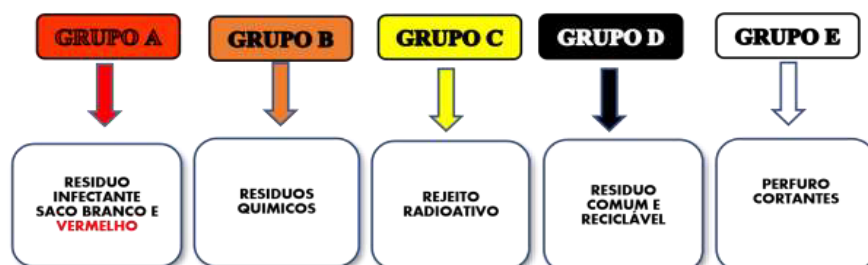 GRUPO A
GRUPO B
GRUPO C
GRUPO D
GRUPO E
RESIDUO
INFECTANTE
SACO BRANCO E
VERMELHO
RESIDUOS
QUIMICOS
REJEITO
RADIOATIVO
RESIDUO
COMUM E
RECICLÁVEL
PERFURO
CORTANTES